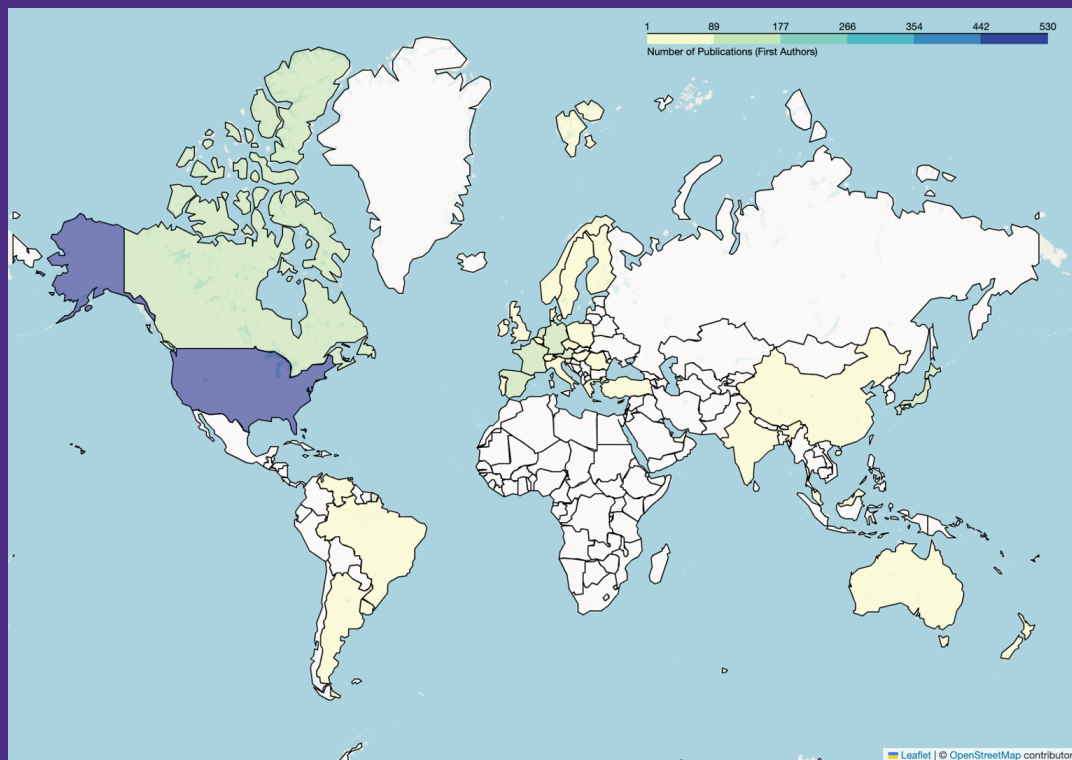 1 89 177 266 354 442 530
Number of Publications (First Authors)
Leaflet | © OpenStreetMap contributor